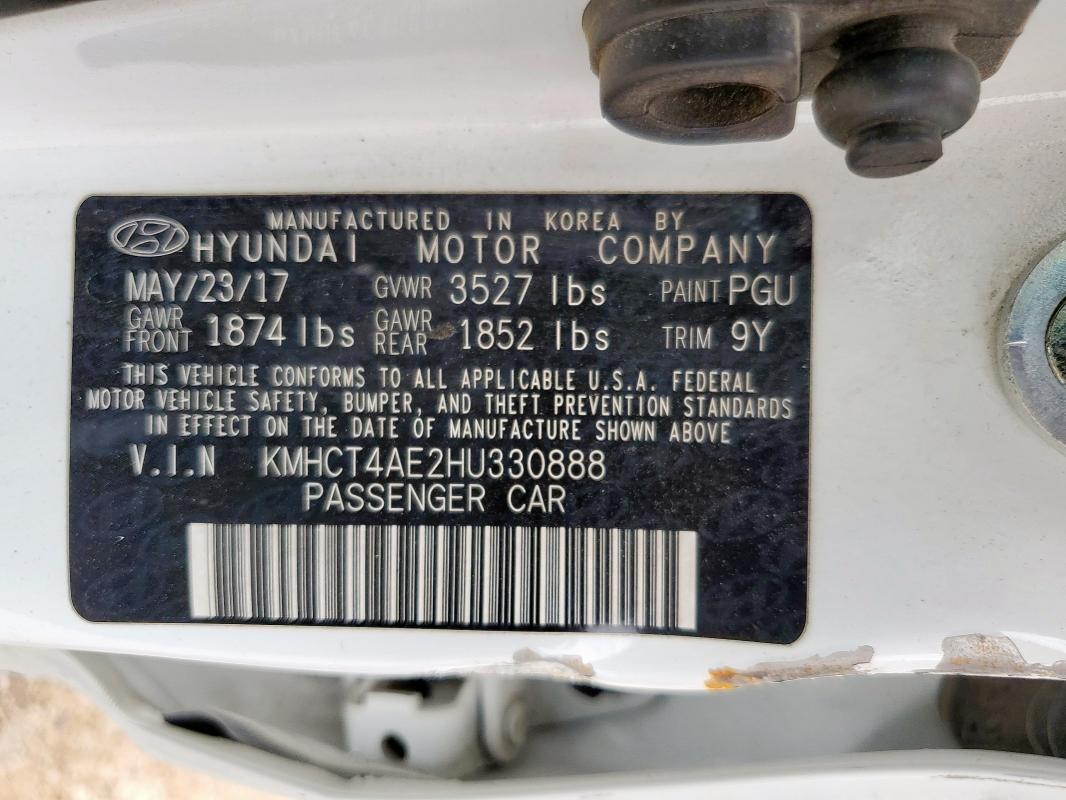 MANUFACTURED IN KOREA BY
HYUNDAI MOTOR COMPANY
MAY/23/17 GVWR 3527 lbs PAINT PGU
GAWR FRONT 1874 lbs GAWR REAR 1852 lbs TRIM 9Y
THIS VEHICLE CONFORMS TO ALL APPLICABLE U.S.A. FEDERAL
MOTOR VEHICLE SAFETY, BUMPER, AND THEFT PREVENTION STANDARDS
IN EFFECT ON THE DATE OF MANUFACTURE SHOWN ABOVE
V.I.N KMHCT4AE2HU330888
PASSENGER CAR